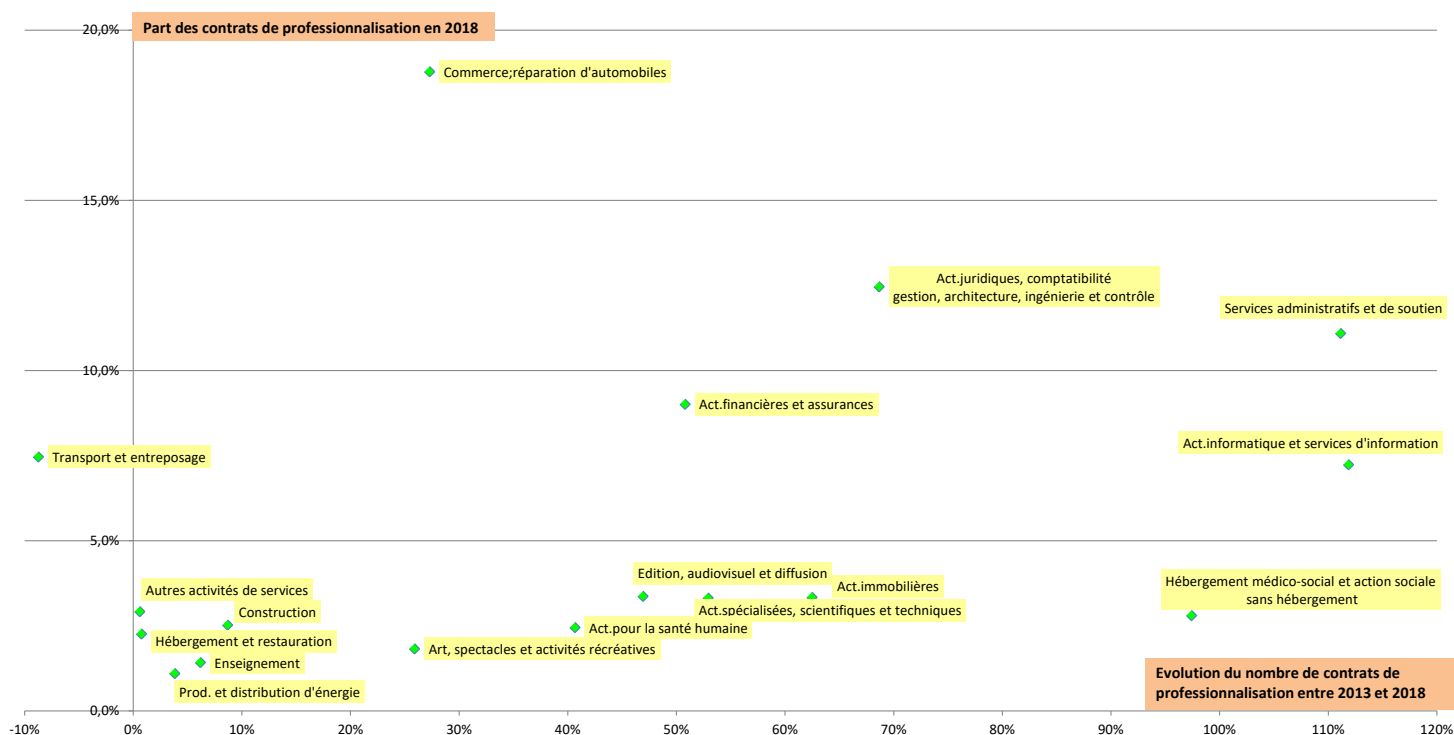 Part des contrats de professionnalisation en 2018
20,0%
Commerce;réparation d'automobiles
15,0%
Act.juridiques, comptatibilité
gestion, architecture, ingénierie et contrôle
Services administratifs et de soutien
10,0%
Act.financières et assurances
Act.informatique et services d'information
Transport et entreposage
5,0%
Edition, audiovisuel et diffusion
Act.immobilières
Hébergement médico-social et action sociale
sans hébergement
Autres activités de services
Construction
Act.spécialisées, scientifiques et techniques
Act.pour la santé humaine
Hébergement et restauration
Art, spectacles et activités récréatives
Enseignement
Prod. et distribution d'énergie
Evolution du nombre de contrats de
professionnalisation entre 2013 et 2018
0,0%
-10% 0% 10% 20% 30% 40% 50% 60% 70% 80% 90% 100% 110% 120%